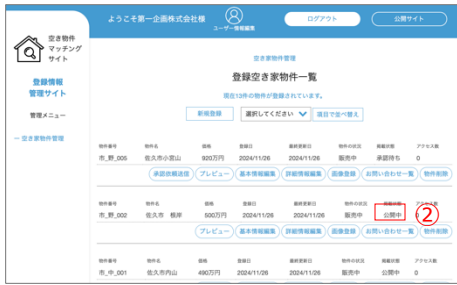 ようこそ第一企画株式会社様
ユーザー情報編集
ログアウト
公開サイト
空き物件
マッチング
サイト
登録情報
管理サイト
管理メニュー
― 空き家物件管理
空き家物件管理
登録空き家物件一覧
現在13件の物件が登録されています。
新規登録 選択してください 項目で並べ替え
物件番号 物件名 価格 登録日 最終更新日 物件の状況 掲載状態 アクセス数
市_野_005 佐久市小宮山 920万円 2024/11/26 2024/11/26 販売中 承認待ち 0
承認依頼送信 プレビュー 基本情報編集 詳細情報編集 画像登録 お問い合わせ一覧 物件削除
物件番号 物件名 価格 登録日 最終更新日 物件の状況 掲載状態 アクセス数
市_野_002 佐久市 根岸 500万円 2024/11/26 2024/11/26 販売中 公開中 0
②
プレビュー 基本情報編集 詳細情報編集 画像登録 お問い合わせ一覧 物件削除
物件番号 物件名 価格 登録日 最終更新日 物件の状況 掲載状態 アクセス数
市_中_001 佐久市内山 490万円 2024/11/26 2024/11/26 販売中 公開中 0